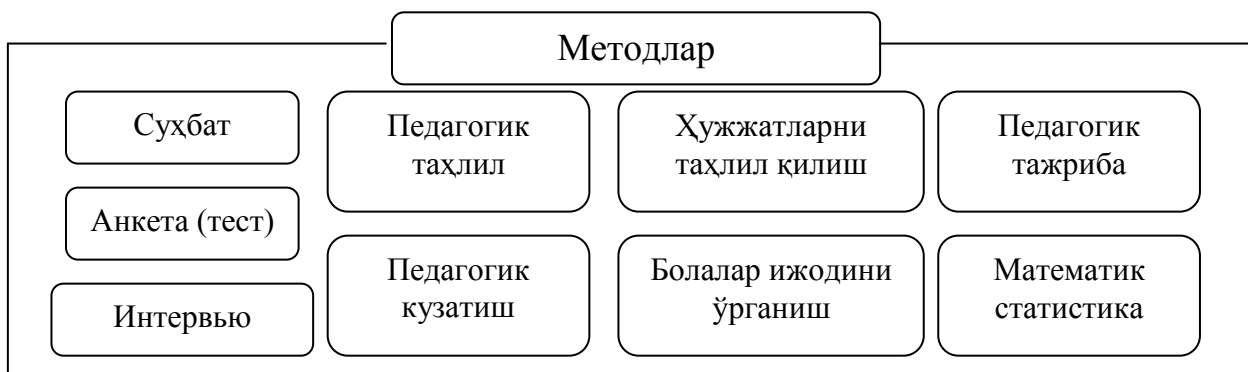 Методлар
Суҳбат
Анкета (тест)
Интервью
Педагогик
таҳлил
Педагогик
кузатиш
Ҳужжатларни
таҳлил қилиш
Болалар ижодини
ўрганиш
Педагогик
тажриба
Математик
статистика